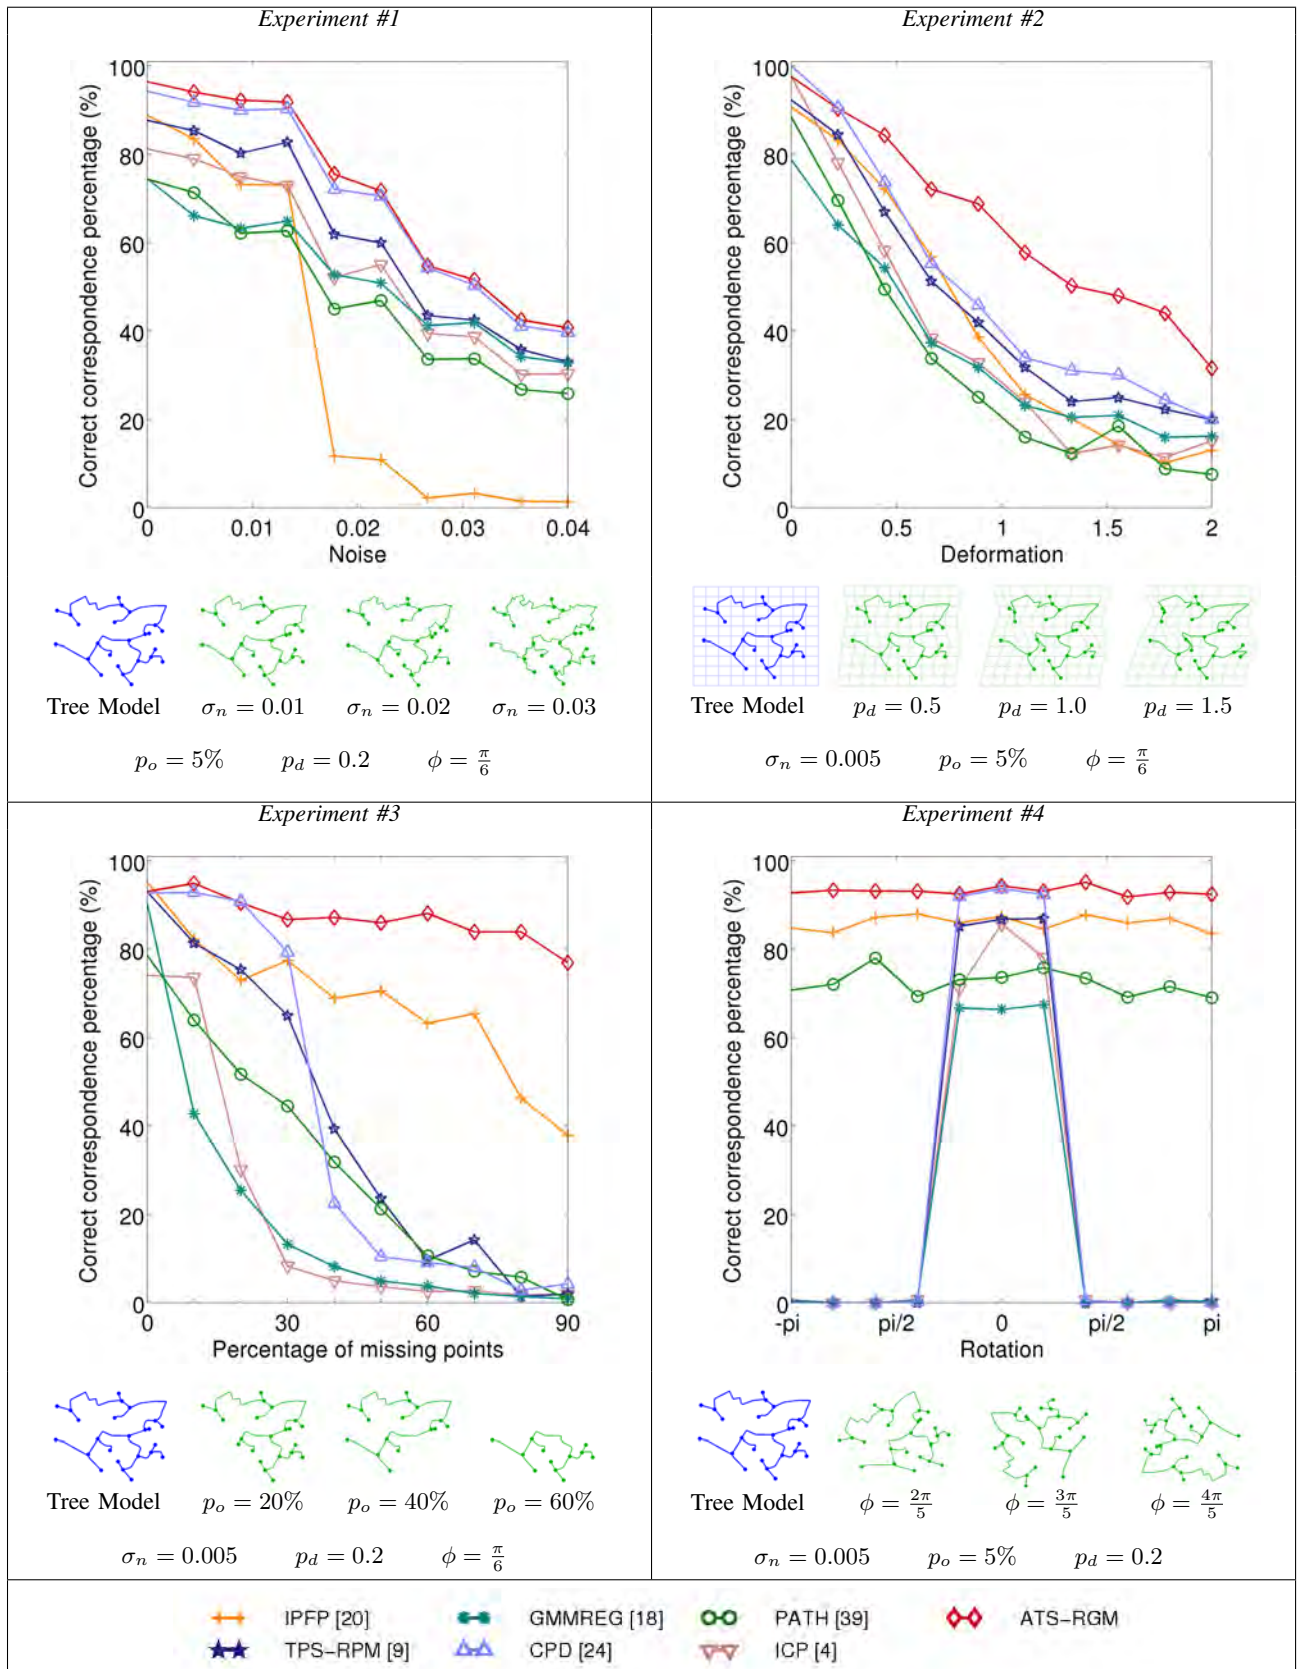 Experiment #1
Correct correspondence percentage (%)
100
80
60
40
20
0
0 0.01 0.02 0.03 0.04
Noise
Tree Model σn = 0.01 σn = 0.02 σn = 0.03
po = 5% pd = 0.2 φ = π/6
Experiment #2
Correct correspondence percentage (%)
100
80
60
40
20
0
0 0.5 1 1.5 2
Deformation
Tree Model pd = 0.5 pd = 1.0 pd = 1.5
σn = 0.005 po = 5% φ = π/6
Experiment #3
Correct correspondence percentage (%)
100
80
60
40
20
0
0 30 60 90
Percentage of missing points
Tree Model po = 20% po = 40% po = 60%
σn = 0.005 pd = 0.2 φ = π/6
Experiment #4
Correct correspondence percentage (%)
100
80
60
40
20
0
-pi pi/2 0 pi/2 pi
Rotation
Tree Model φ = 2π/5 φ = 3π/5 φ = 4π/5
σn = 0.005 po = 5% pd = 0.2
IPFP [20] GMMREG [18] PATH [39] ATS-RGM
TPS-RPM [9] CPD [24] ICP [4]